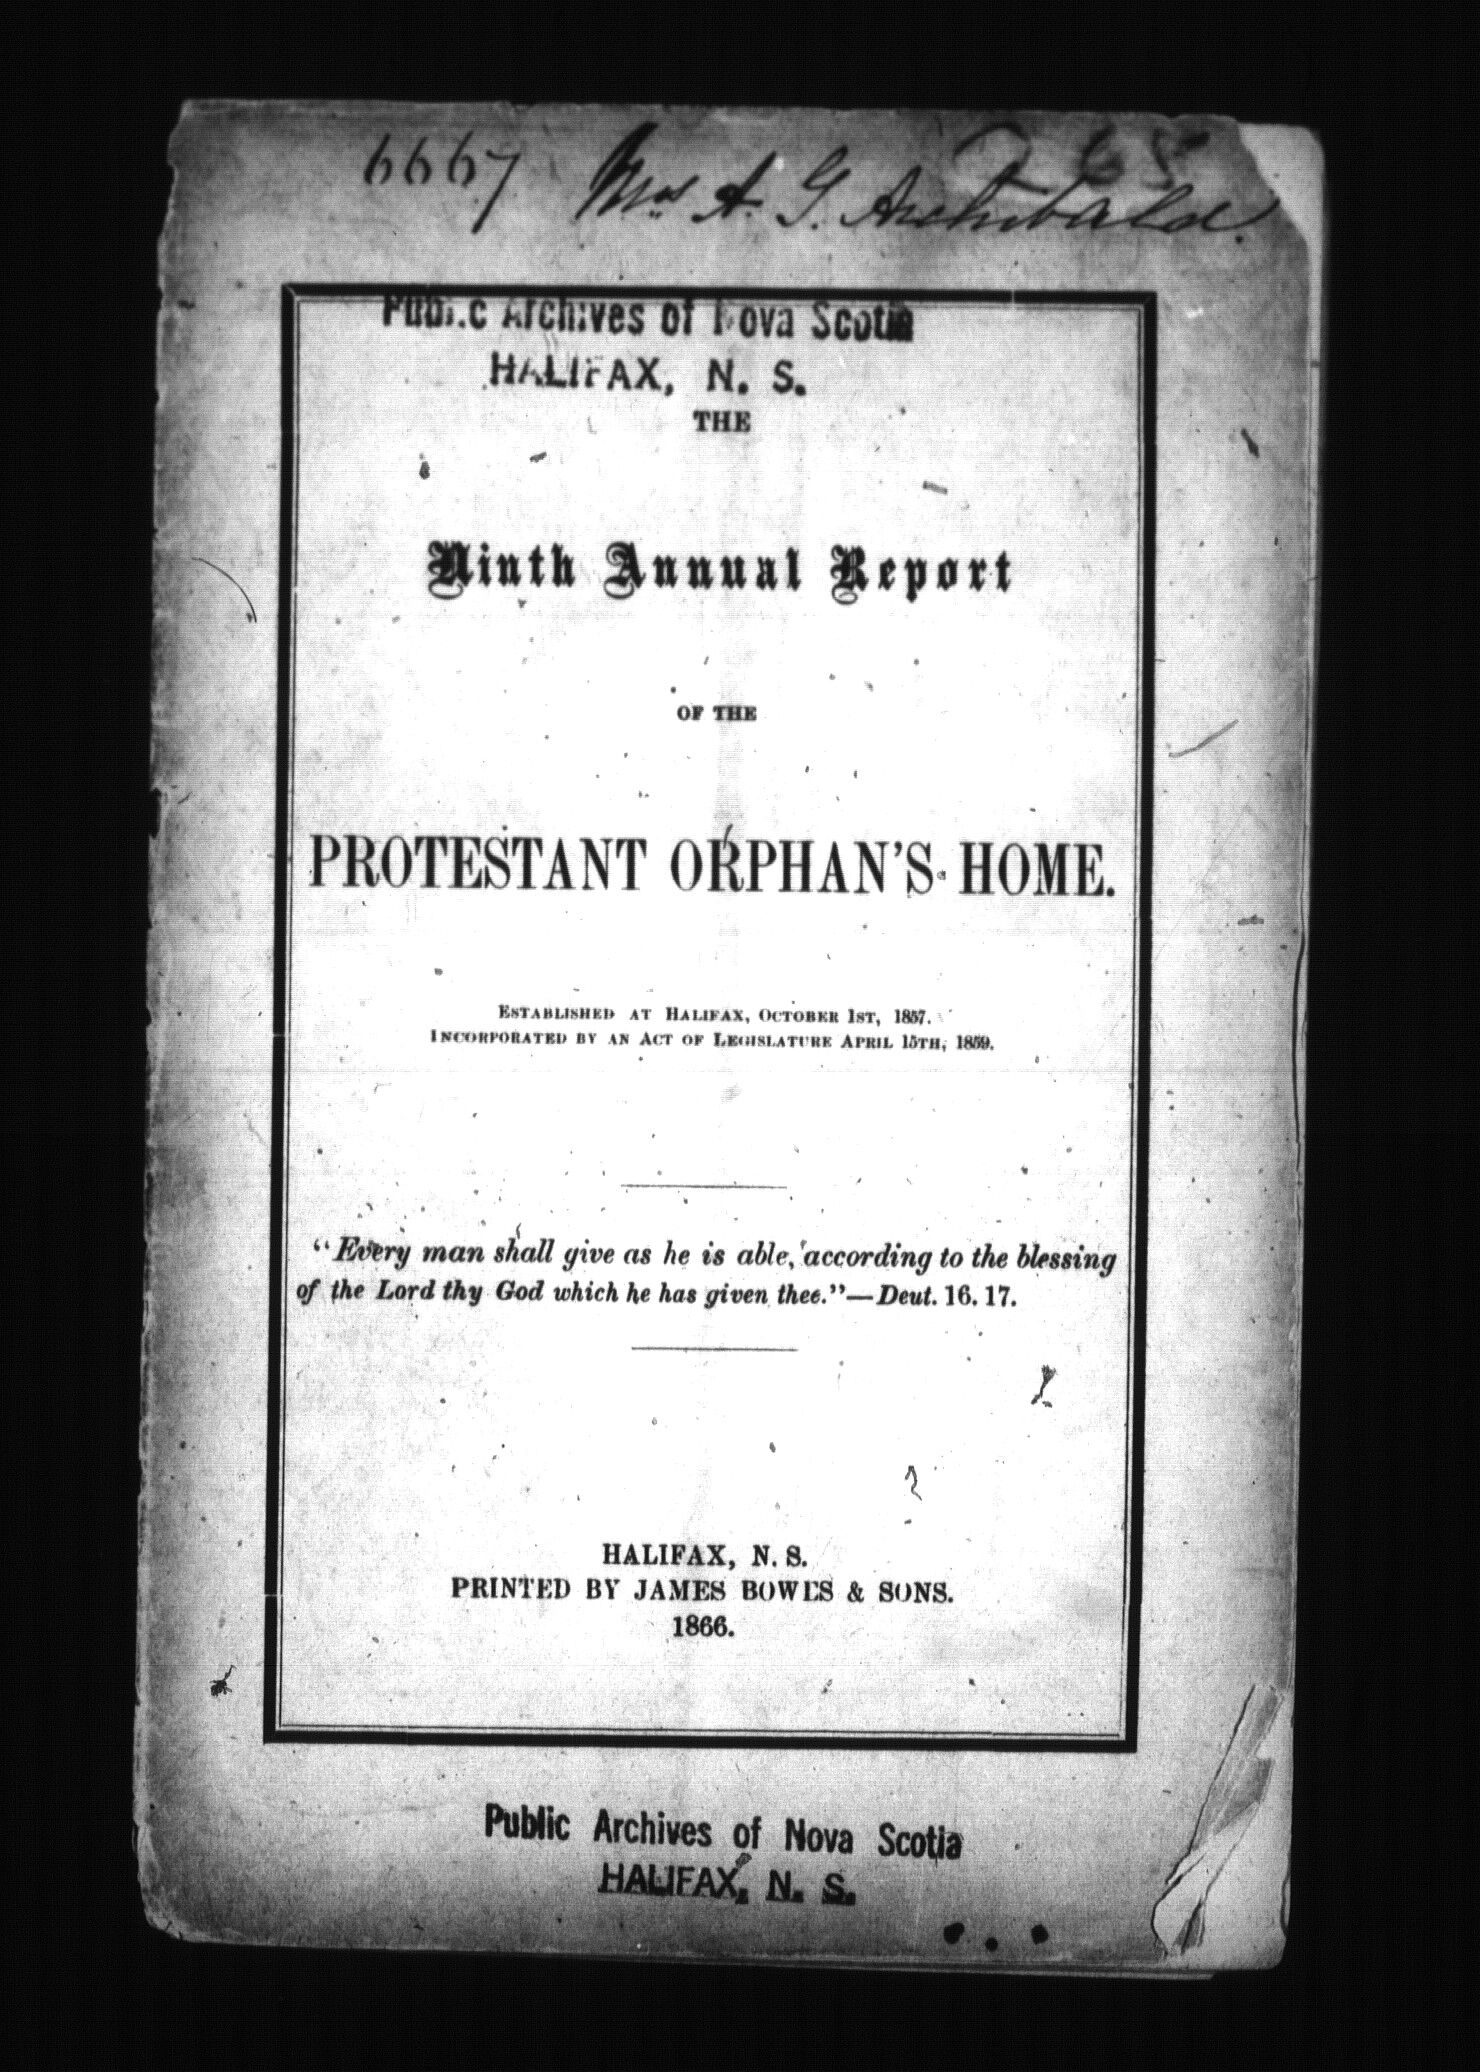 6667 Mrs A. G. Archibald.
Public Archives of Nova Scotia
HALIFAX, N. S.
THE
Ninth Annual Report
OF THE
PROTESTANT ORPHAN'S HOME.
ESTABLISHED AT HALIFAX, OCTOBER 1ST, 1857.
INCORPORATED BY AN ACT OF LEGISLATURE APRIL 15TH, 1859.
"Every man shall give as he is able, according to the blessing
of the Lord thy God which he has given thee."—Deut. 16. 17.
HALIFAX, N. S.
PRINTED BY JAMES BOWES & SONS.
1866.
Public Archives of Nova Scotia
HALIFAX, N. S.